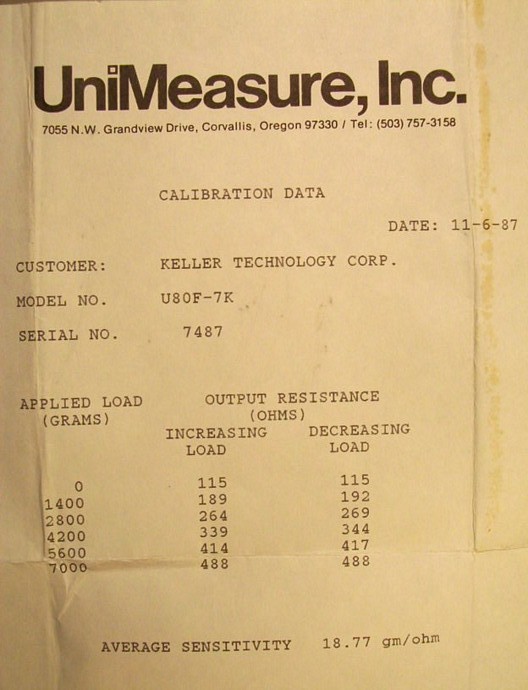 UniMeasure, Inc.
7055 N.W. Grandview Drive, Corvallis, Oregon 97330 / Tel: (503) 757-3158
CALIBRATION DATA
DATE: 11-6-87
CUSTOMER: KELLER TECHNOLOGY CORP.
MODEL NO. U80F-7K
SERIAL NO. 7487
APPLIED LOAD OUTPUT RESISTANCE
(GRAMS) (OHMS)
INCREASING DECREASING
LOAD LOAD
0 115 115
1400 189 192
2800 264 269
4200 339 344
5600 414 417
7000 488 488
AVERAGE SENSITIVITY 18.77 gm/ohm